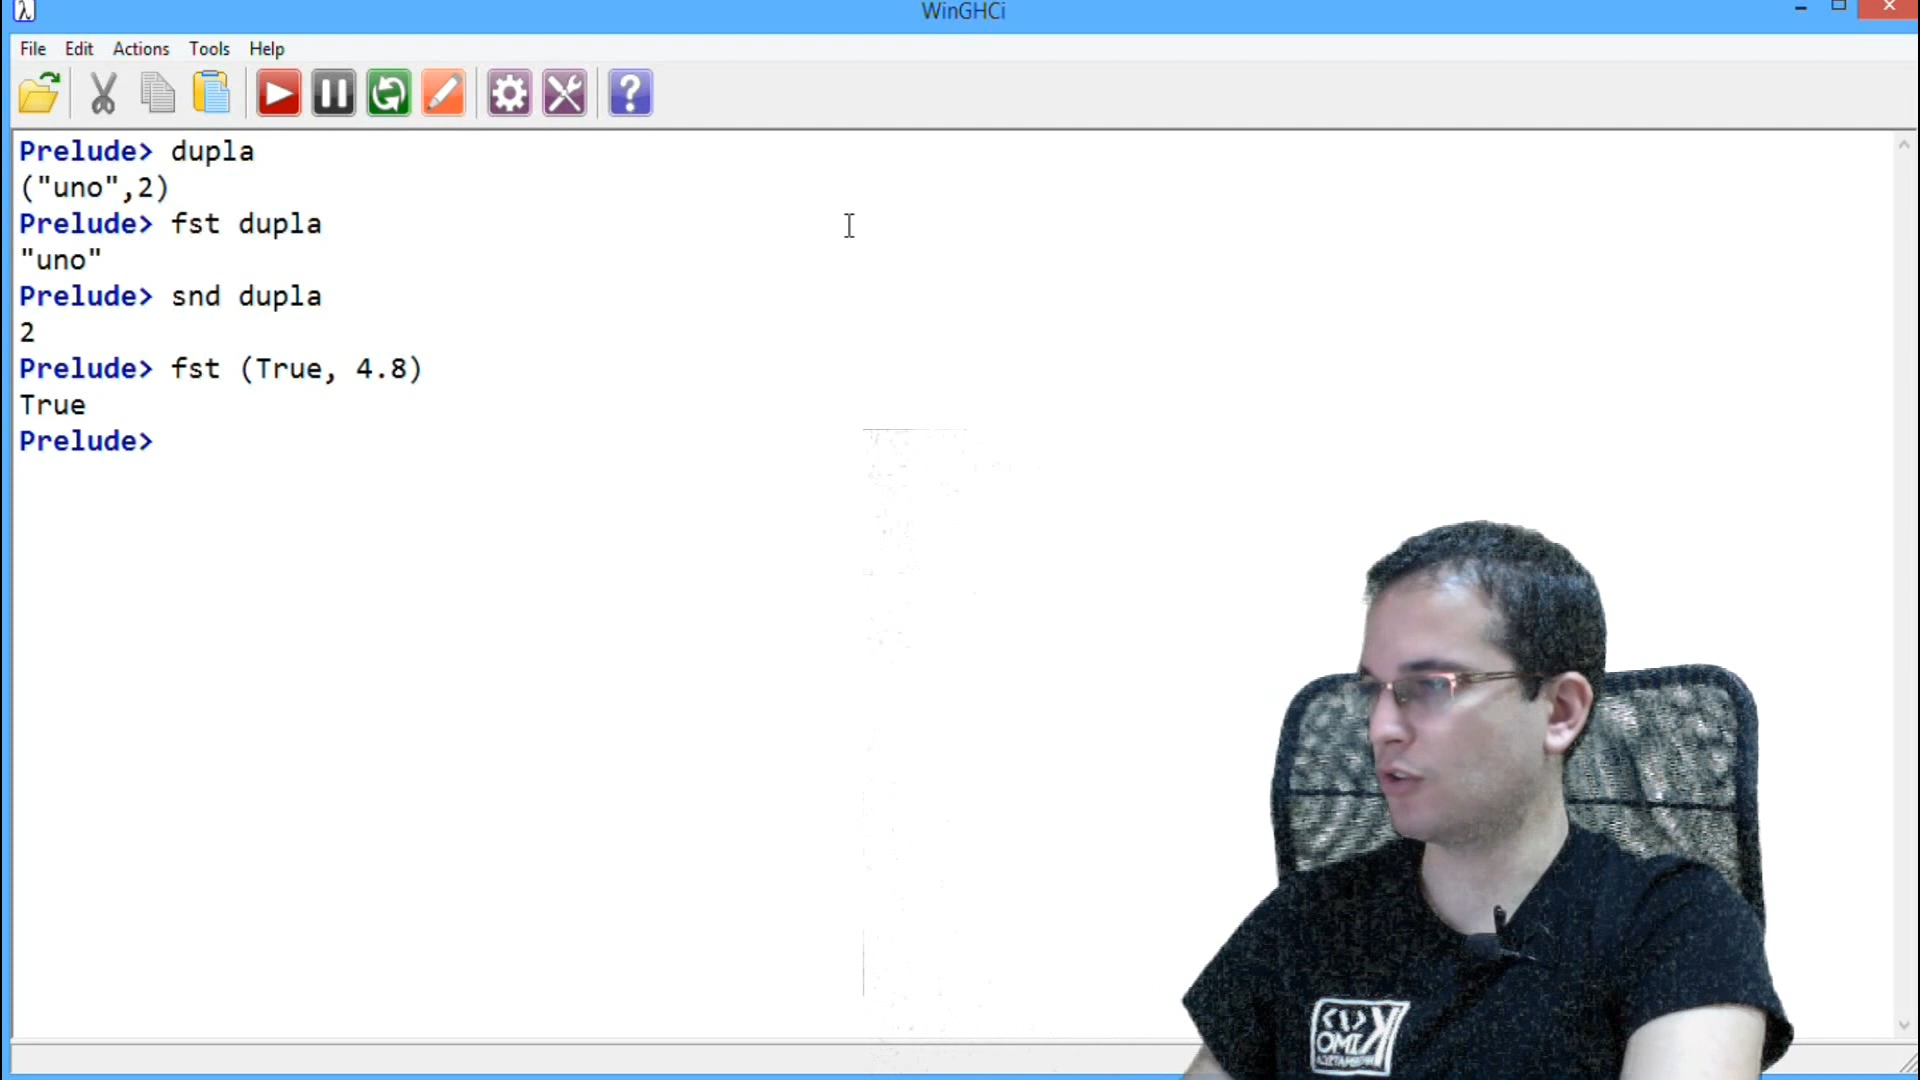 λ
WinGHCi
File Edit Actions Tools Help
Prelude> dupla
("uno",2)
Prelude> fst dupla
"uno"
Prelude> snd dupla
2
Prelude> fst (True, 4.8)
True
Prelude>